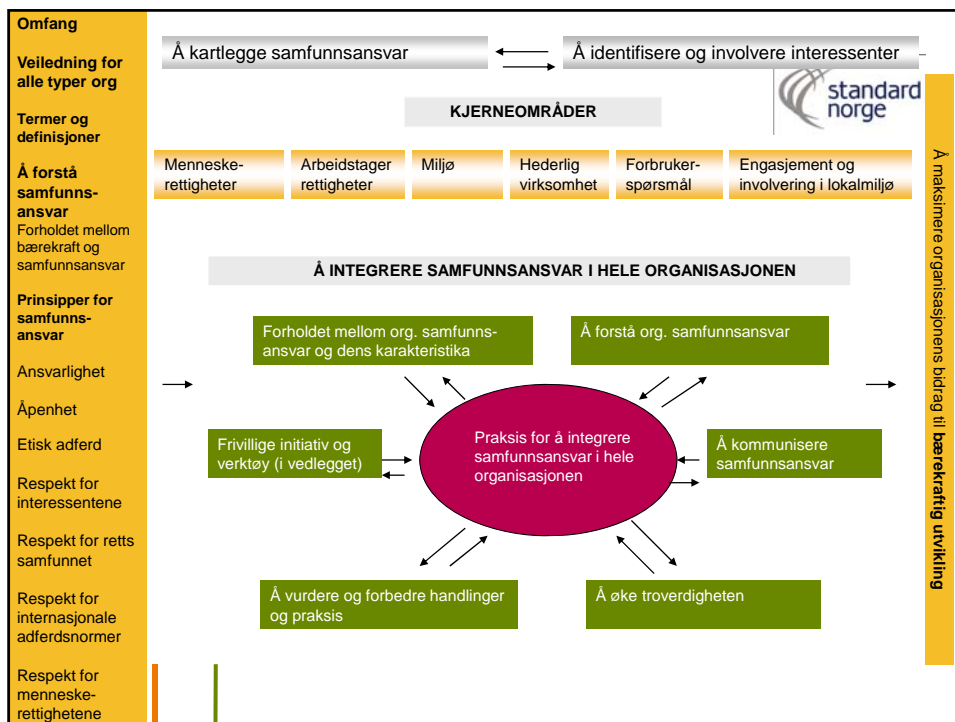 Omfang
Veiledning for
alle typer org
Termer og
definisjoner
Å forstå
samfunns-
ansvar
Forholdet mellom
bærekraft og
samfunnsansvar
Prinsipper for
samfunns-
ansvar
Ansvarlighet
Åpenhet
Etisk adferd
Respekt for
interessentene
Respekt for retts
samfunnet
Respekt for
internasjonale
adferdsnormer
Respekt for
menneske-
rettighetene
Å kartlegge samfunnsansvar
Å identifisere og involvere interessenter
standard
norge
KJERNEOMRÅDER
Menneske-
rettigheter
Arbeidstager
rettigheter
Miljø
Hederlig
virksomhet
Forbruker-
spørsmål
Engasjement og
involvering i lokalmiljø
Å INTEGRERE SAMFUNNSANSVAR I HELE ORGANISASJONEN
Forholdet mellom org. samfunns-
ansvar og dens karakteristika
Å forstå org. samfunnsansvar
Frivillige initiativ og
verktøy (i vedlegget)
Praksis for å integrere
samfunnsansvar i hele
organisasjonen
Å kommunisere
samfunnsansvar
Å vurdere og forbedre handlinger
og praksis
Å øke troverdigheten
Å maksimere organisasjonens bidrag til bærekraftig utvikling